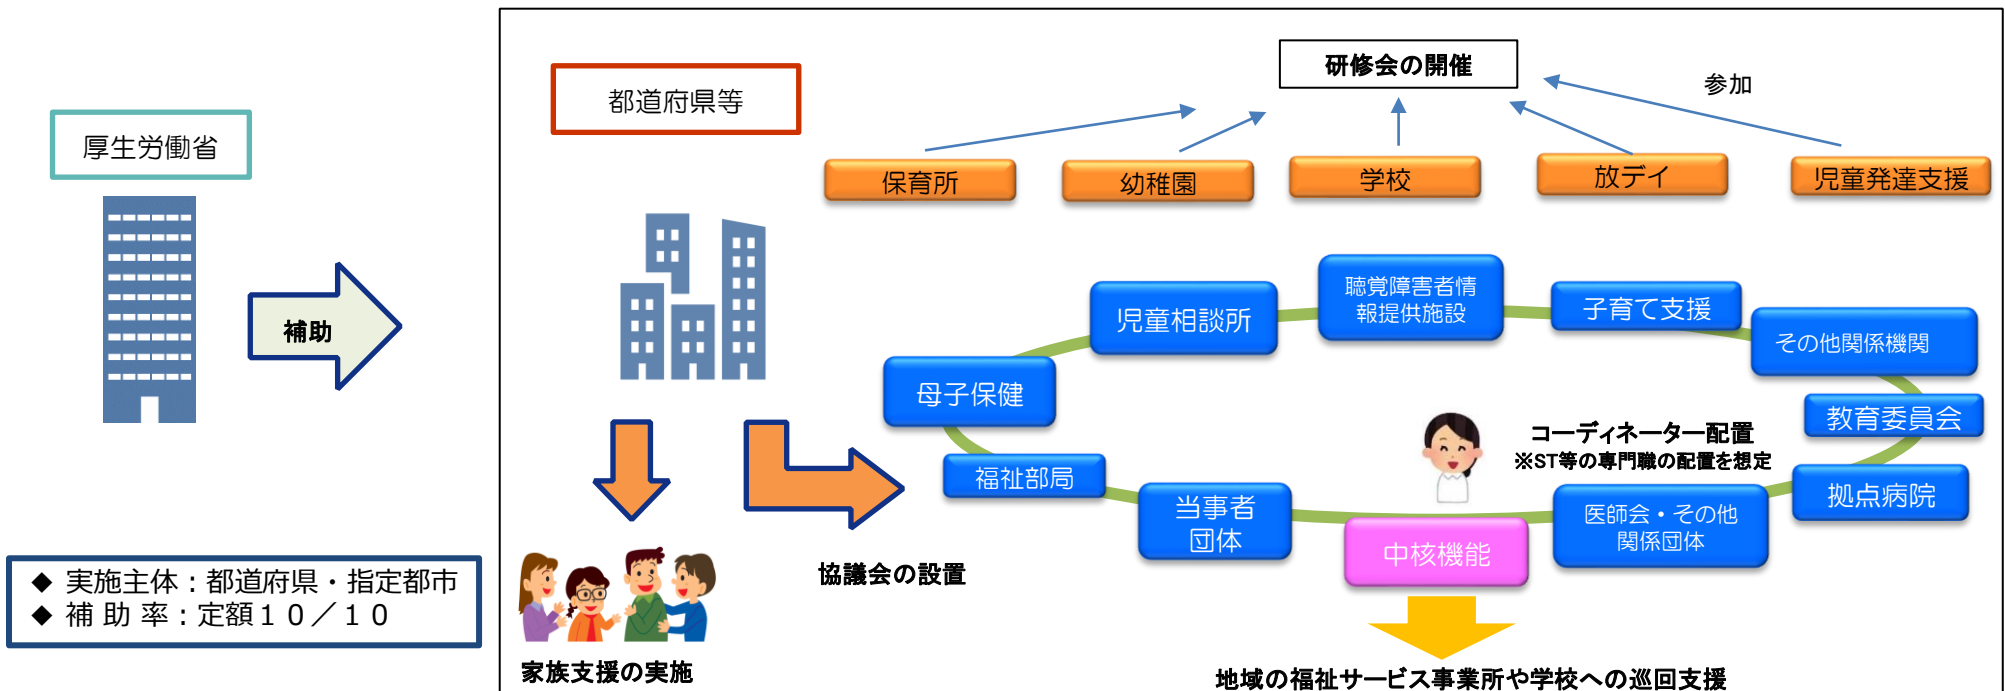 厚生労働省
補助
◆ 実施主体：都道府県・指定都市
◆ 補 助 率：定額１０／１０
都道府県等
研修会の開催
参加
保育所
幼稚園
学校
放デイ
児童発達支援
児童相談所
聴覚障害者情
報提供施設
子育て支援
その他関係機関
母子保健
教育委員会
コーディネーター配置
※ST等の専門職の配置を想定
福祉部局
拠点病院
当事者
団体
医師会・その他
関係団体
中核機能
協議会の設置
家族支援の実施
地域の福祉サービス事業所や学校への巡回支援